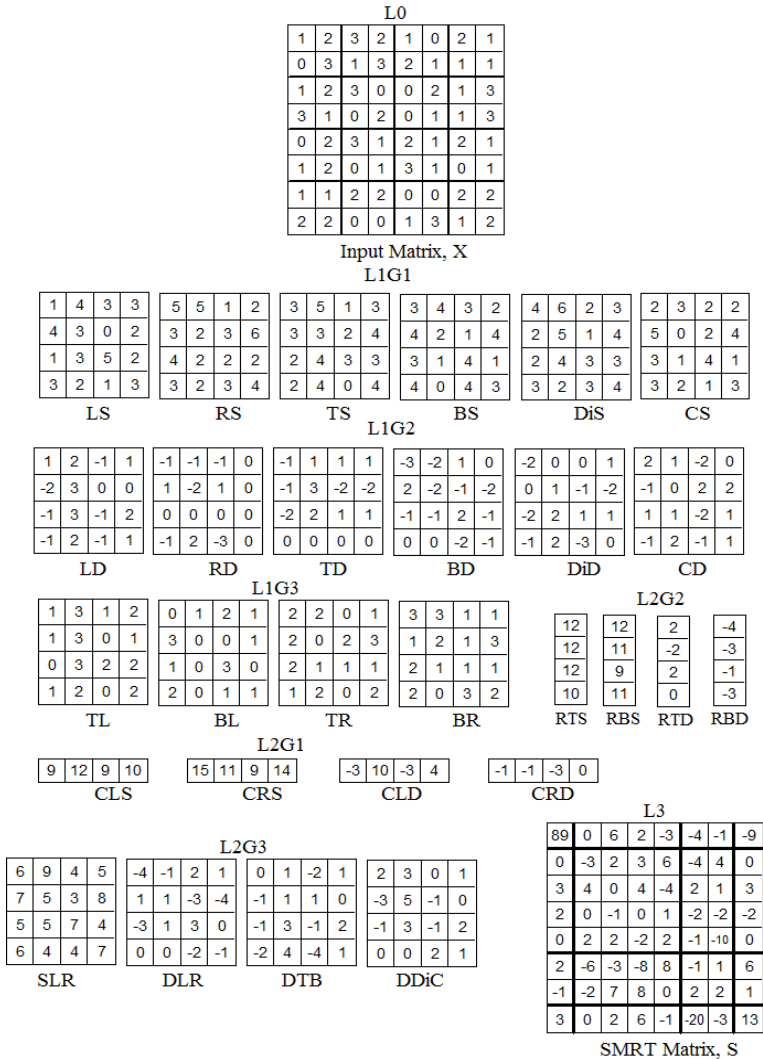 L0
1 2 3 2 1 0 2 1
0 3 1 3 2 1 1 1
1 2 3 0 0 2 1 3
3 1 0 2 0 1 1 3
0 2 3 1 2 1 2 1
1 2 0 1 3 1 0 1
1 1 2 2 0 0 2 2
2 2 0 0 1 3 1 2
Input Matrix, X
L1G1
1 4 3 3 5 5 1 2 3 5 1 3 3 4 3 2 4 6 2 3 2 3 2 2
4 3 0 2 3 2 3 6 3 3 2 4 4 2 1 4 2 5 1 4 5 0 2 4
1 3 5 2 4 2 2 2 2 4 3 3 3 1 4 1 2 4 3 3 3 1 4 1
3 2 1 3 3 2 3 4 2 4 0 4 4 0 4 3 3 2 3 4 3 2 1 3
LS RS TS BS DiS CS
L1G2
1 2 -1 1 -1 -1 -1 0 -1 1 1 1 -3 -2 1 0 -2 0 0 1 2 1 -2 0
-2 3 0 0 1 -2 1 0 -1 3 -2 -2 2 -2 -1 -2 0 1 -1 -2 -1 0 2 2
-1 3 -1 2 0 0 0 0 -2 2 1 1 -1 -1 2 -1 -2 2 1 1 1 1 -2 1
-1 2 -1 1 -1 2 -3 0 0 0 0 0 0 0 -2 -1 -1 2 -3 0 -1 2 -1 1
LD RD TD BD DiD CD
L1G3
1 3 1 2 0 1 2 1 2 2 0 1 3 3 1 1
1 3 0 1 3 0 0 1 2 0 2 3 1 2 1 3
0 3 2 2 1 0 3 0 2 1 1 1 2 1 1 1
1 2 0 2 2 0 1 1 1 2 0 2 2 0 3 2
TL BL TR BR
L2G2
12 12 2 -4
12 11 -2 -3
12 9 2 -1
10 11 0 -3
RTS RBS RTD RBD
L2G1
9 12 9 10 15 11 9 14 -3 10 -3 4 -1 -1 -3 0
CLS CRS CLD CRD
L2G3
6 9 4 5 -4 -1 2 1 0 1 -2 1 2 3 0 1
7 5 3 8 1 1 -3 -4 -1 1 1 0 -3 5 -1 0
5 5 7 4 -3 1 3 0 -1 3 -1 2 -1 3 -1 2
6 4 4 7 0 0 -2 -1 -2 4 -4 1 0 0 2 1
SLR DLR DTB DDiC
L3
89 0 6 2 -3 -4 -1 -9
0 -3 2 3 6 -4 4 0
3 4 0 4 -4 2 1 3
2 0 -1 0 1 -2 -2 -2
0 2 2 -2 2 -1 -10 0
2 -6 -3 -8 8 -1 1 6
-1 -2 7 8 0 2 2 1
3 0 2 6 -1 -20 -3 13
SMRT Matrix, S